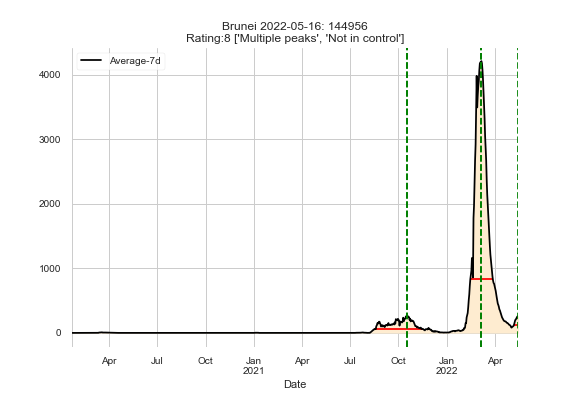 Brunei 2022-05-16: 144956
Rating:8 ['Multiple peaks', 'Not in control']
Average-7d
4000
3000
2000
1000
0
Apr Jul Oct Jan Apr Jul Oct Jan Apr
2021 2022
Date